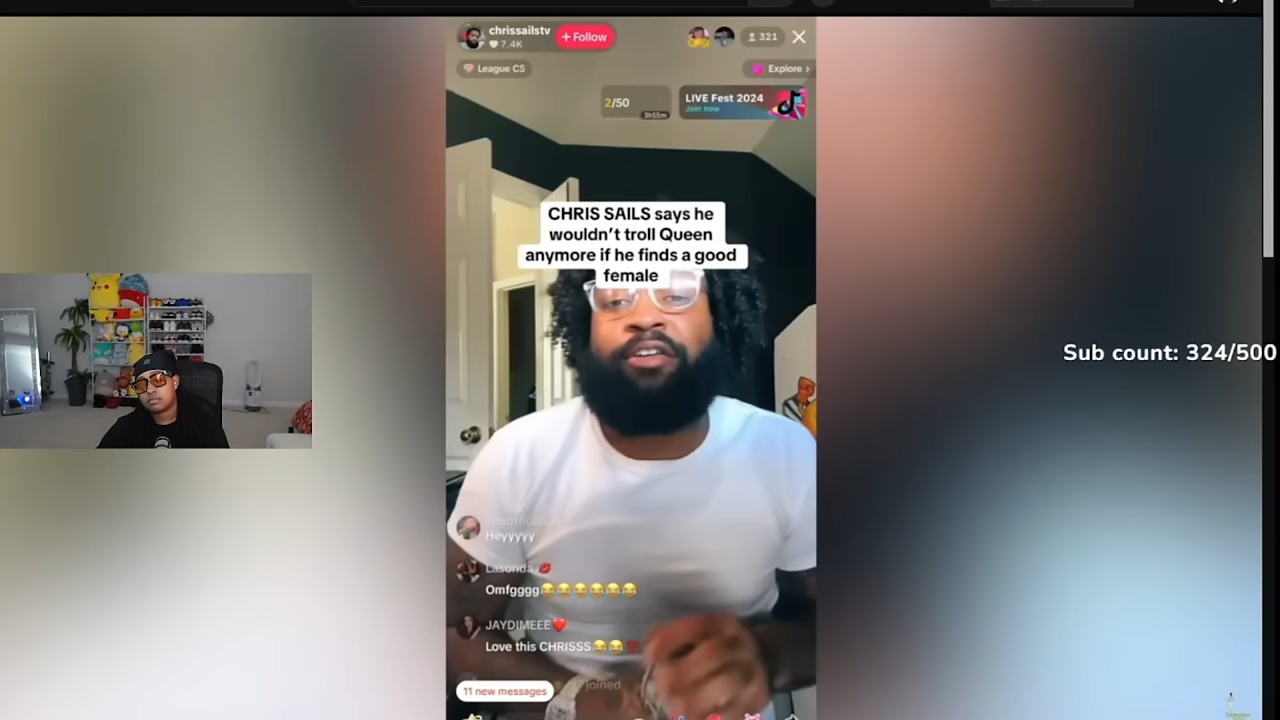 chrissailstv
7.4K
+ Follow
321
League C5
Explore >
2/50
3h55m
LIVE Fest 2024
Join now
CHRIS SAILS says he
wouldn't troll Queen
anymore if he finds a good
female
Sub count: 324/500
Heyyyyy
Lasonda 💋
Omfgggg😂😂😂😂😂😂
JAYDIMEEE❤️
Love this CHRISSS😂😂💯
11 new messages
joined